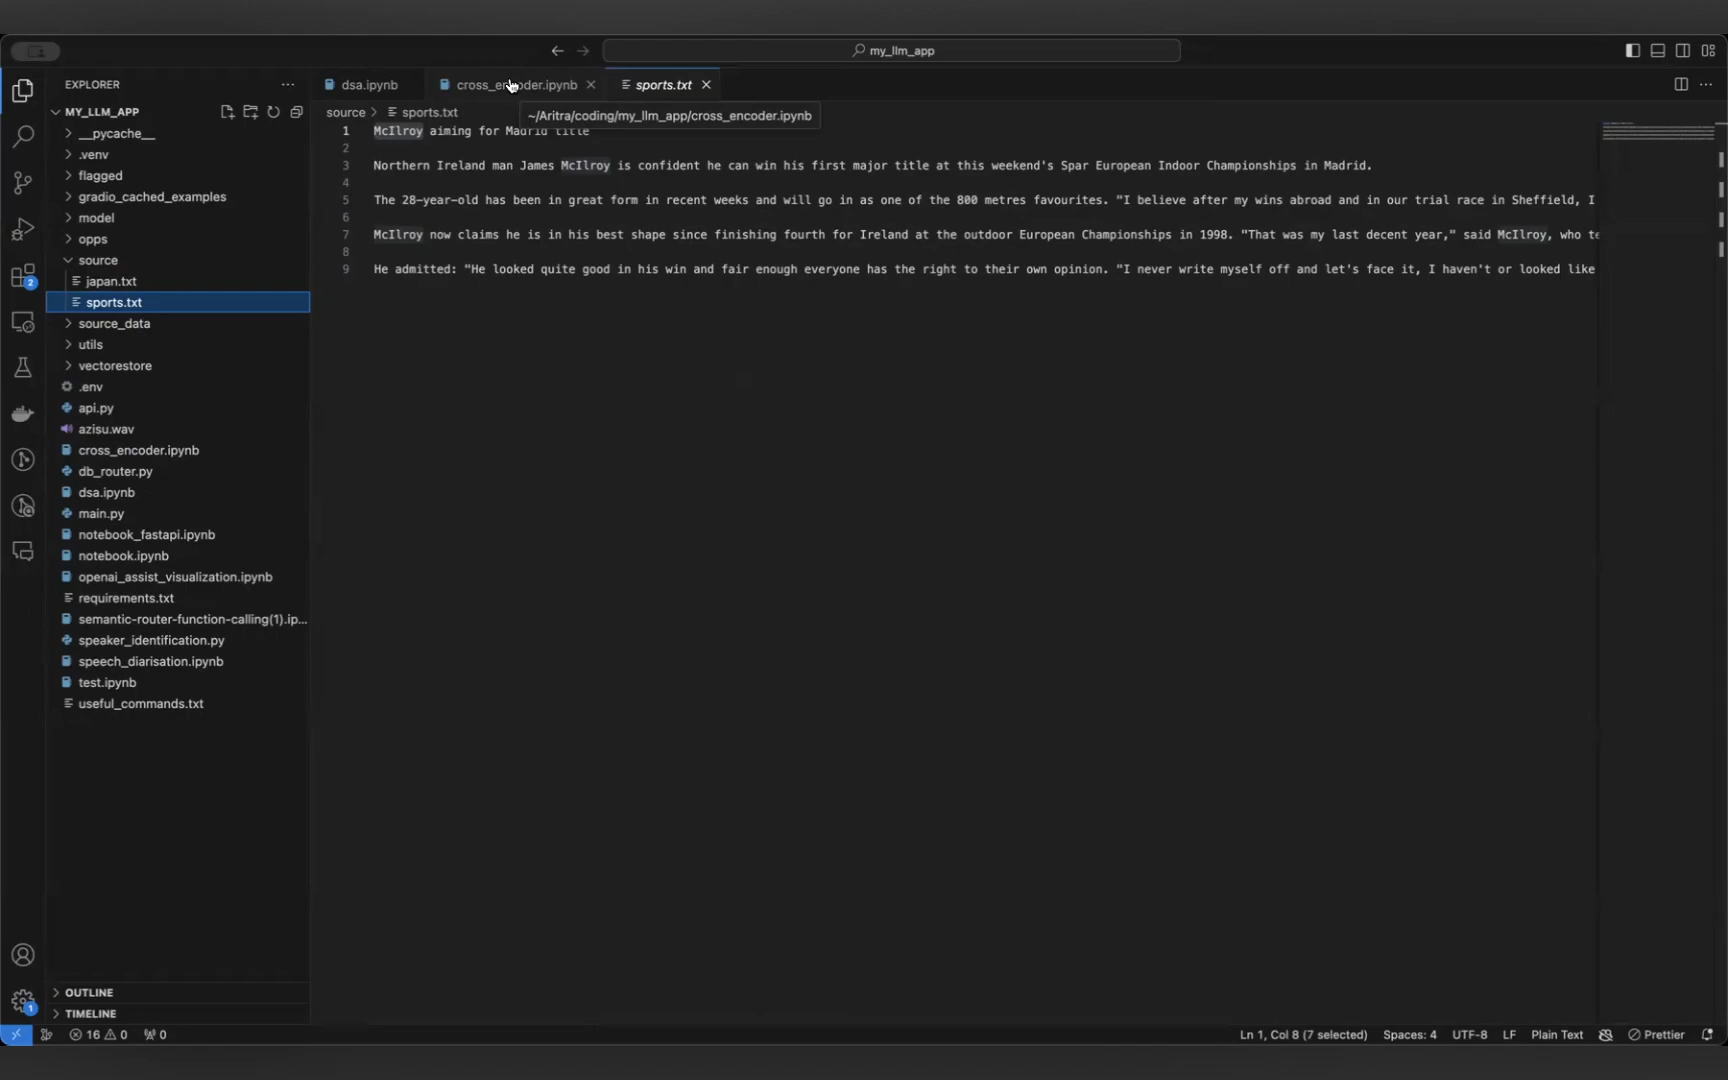 my_llm_app
EXPLORER
dsa.ipynb
cross_encoder.ipynb
sports.txt
MY_LLM_APP
source > sports.txt
~/Aritra/coding/my_llm_app/cross_encoder.ipynb
__pycache__
.venv
flagged
gradio_cached_examples
model
opps
source
japan.txt
sports.txt
source_data
utils
vectorestore
.env
api.py
azisu.wav
cross_encoder.ipynb
db_router.py
dsa.ipynb
main.py
notebook_fastapi.ipynb
notebook.ipynb
openai_assist_visualization.ipynb
requirements.txt
semantic-router-function-calling(1).ip...
speaker_identification.py
speech_diarisation.ipynb
test.ipynb
useful_commands.txt
OUTLINE
TIMELINE
1 McIlroy aiming for Madrid title
2
3 Northern Ireland man James McIlroy is confident he can win his first major title at this weekend's Spar European Indoor Championships in Madrid.
4
5 The 28-year-old has been in great form in recent weeks and will go in as one of the 800 metres favourites. "I believe after my wins abroad and in our trial race in Sheffield, I
6
7 McIlroy now claims he is in his best shape since finishing fourth for Ireland at the outdoor European Championships in 1998. "That was my last decent year," said McIlroy, who te
8
9 He admitted: "He looked quite good in his win and fair enough everyone has the right to their own opinion. "I never write myself off and let's face it, I haven't or looked like
2
1
16 0 0
Ln 1, Col 8 (7 selected) Spaces: 4 UTF-8 LF Plain Text Prettier